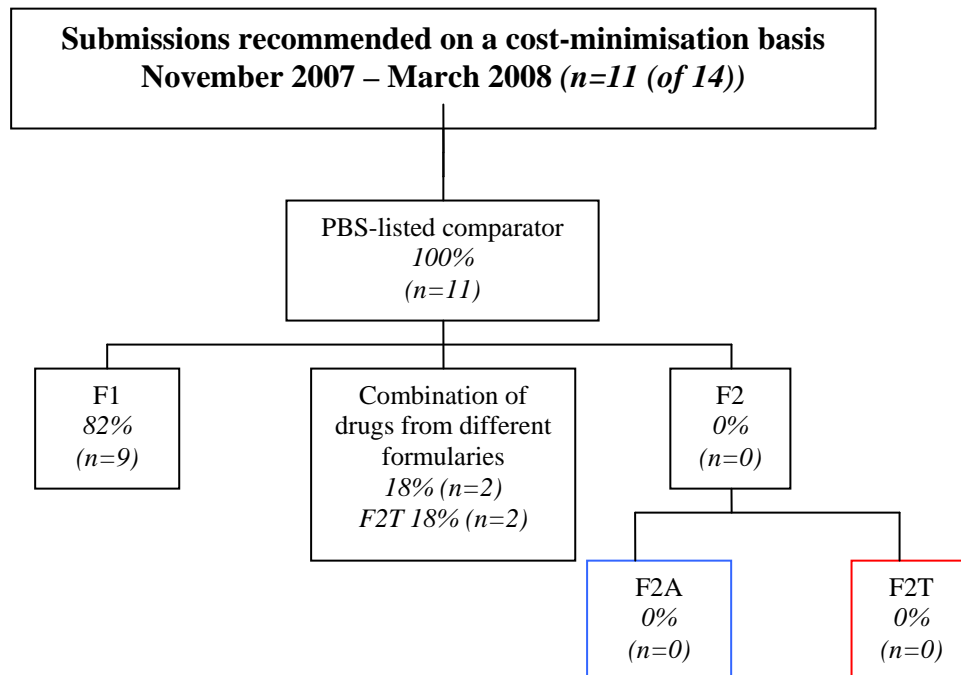 Submissions recommended on a cost-minimisation basis
November 2007 – March 2008 (n=11 (of 14))
PBS-listed comparator
100%
(n=11)
F1
82%
(n=9)
Combination of
drugs from different
formularies
18% (n=2)
F2T 18% (n=2)
F2
0%
(n=0)
F2A
0%
(n=0)
F2T
0%
(n=0)